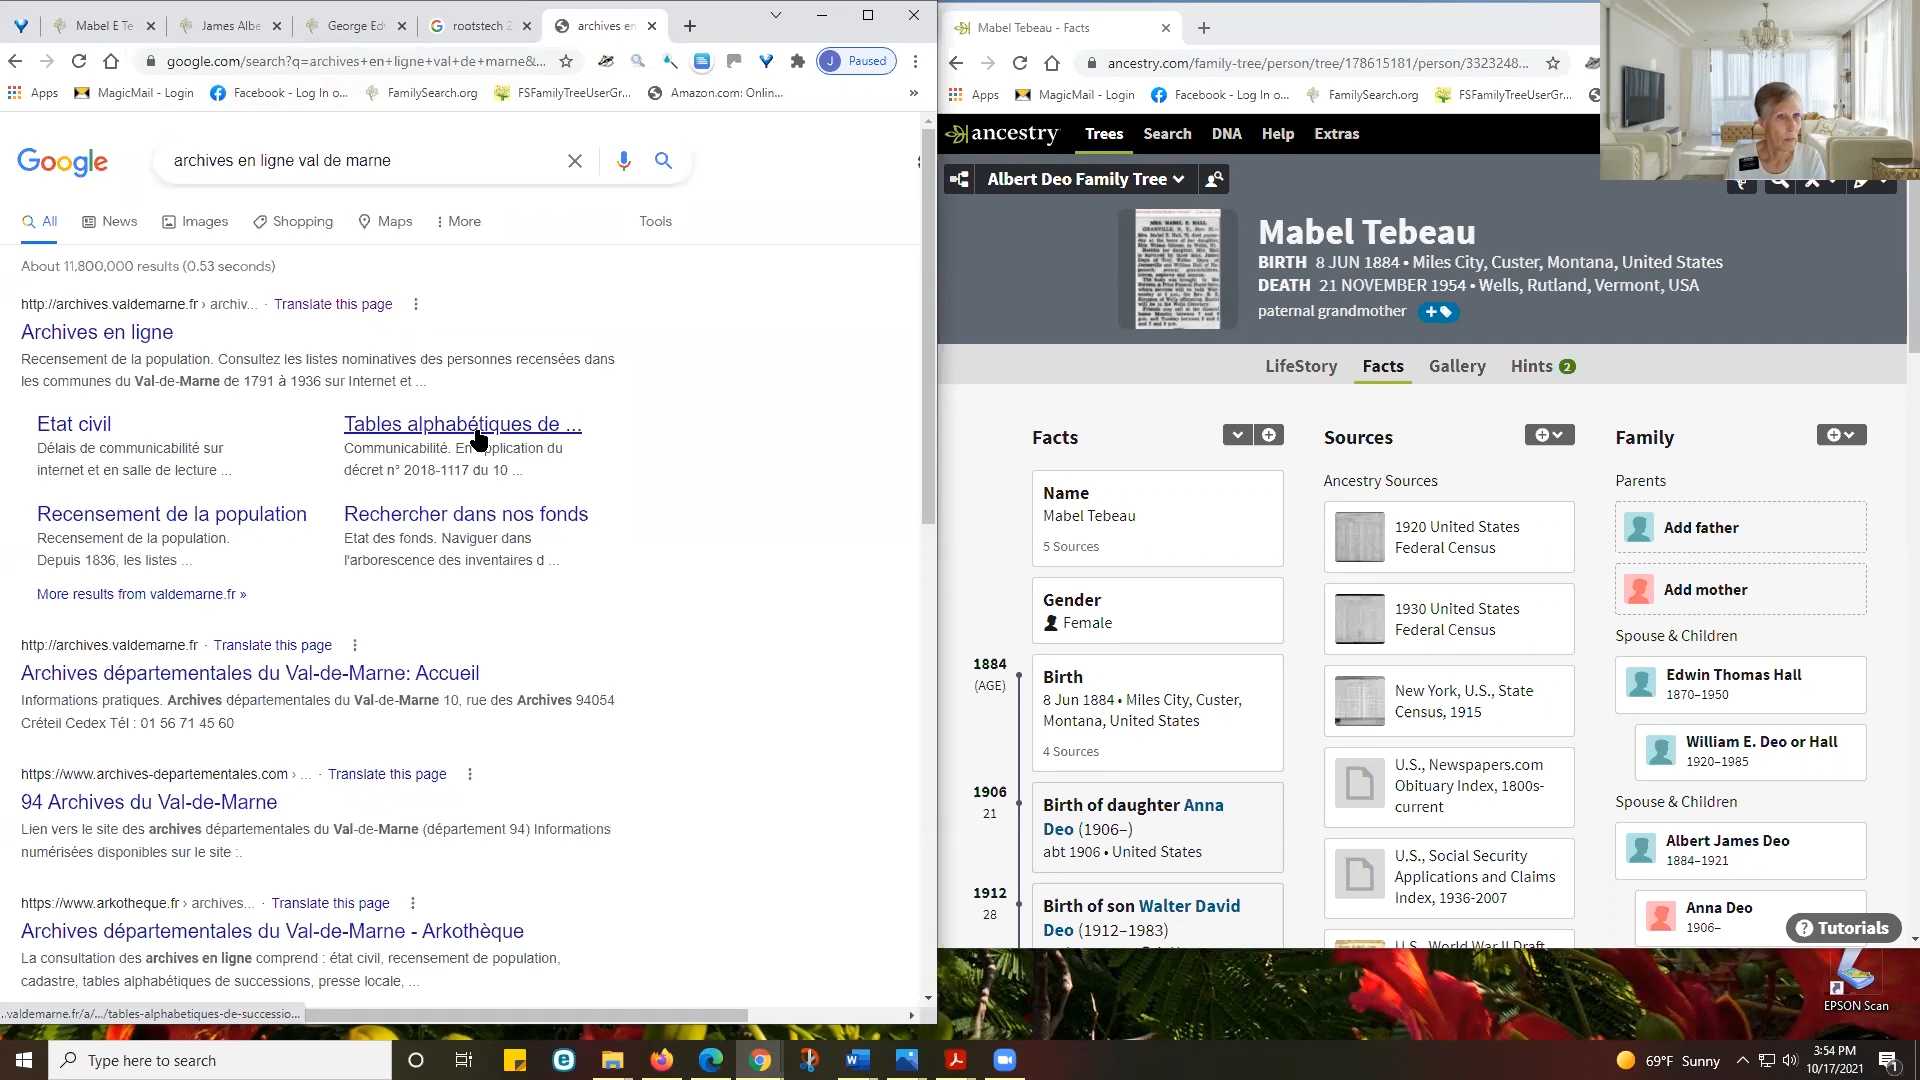 Mabel E Te
James Albe
George Ed
rootstech 2
archives en
google.com/search?q=archives+en+ligne+val+de+marne&...
J Paused
Apps
MagicMail - Login
Facebook - Log In o...
FamilySearch.org
FSFamilyTreeUserGr...
Amazon.com: Onlin...
»
Google
archives en ligne val de marne
All
News
Images
Shopping
Maps
More
Tools
About 11,800,000 results (0.53 seconds)
http://archives.valdemarne.fr › archiv... · Translate this page
Archives en ligne
Recensement de la population. Consultez les listes nominatives des personnes recensées dans
les communes du Val-de-Marne de 1791 à 1936 sur Internet et ...
Etat civil
Délais de communicabilité sur
internet et en salle de lecture ...
Tables alphabétiques de ...
Communicabilité. En application du
décret n° 2018-1117 du 10 ...
Recensement de la population
Recensement de la population.
Depuis 1836, les listes ...
Rechercher dans nos fonds
Etat des fonds. Naviguer dans
l'arborescence des inventaires d ...
More results from valdemarne.fr »
http://archives.valdemarne.fr · Translate this page
Archives départementales du Val-de-Marne: Accueil
Informations pratiques. Archives départementales du Val-de-Marne 10, rue des Archives 94054
Créteil Cedex Tél : 01 56 71 45 60
https://www.archives-departementales.com › ... · Translate this page
94 Archives du Val-de-Marne
Lien vers le site des archives départementales du Val-de-Marne (département 94) Informations
numérisées disponibles sur le site :.
https://www.arkotheque.fr › archives... · Translate this page
Archives départementales du Val-de-Marne - Arkothèque
La consultation des archives en ligne comprend : état civil, recensement de population,
cadastre, tables alphabétiques de successions, presse locale, ...
..valdemarne.fr/a/.../tables-alphabetiques-de-successio...
Mabel Tebeau - Facts
ancestry.com/family-tree/person/tree/178615181/person/3323248...
Apps
MagicMail - Login
Facebook - Log In o...
FamilySearch.org
FSFamilyTreeUserGr...
ancestry
Trees
Search
DNA
Help
Extras
Albert Deo Family Tree
MRS. MABEL E. HALL
Mabel Tebeau
BIRTH 8 JUN 1884 • Miles City, Custer, Montana, United States
DEATH 21 NOVEMBER 1954 • Wells, Rutland, Vermont, USA
paternal grandmother
LifeStory
Facts
Gallery
Hints 2
Facts
Name
Mabel Tebeau
5 Sources
Gender
Female
1884
(AGE)
Birth
8 Jun 1884 • Miles City, Custer,
Montana, United States
4 Sources
1906
21
Birth of daughter Anna
Deo (1906–)
abt 1906 • United States
1912
28
Birth of son Walter David
Deo (1912–1983)
Sources
Ancestry Sources
1920 United States
Federal Census
1930 United States
Federal Census
New York, U.S., State
Census, 1915
U.S., Newspapers.com
Obituary Index, 1800s-
current
U.S., Social Security
Applications and Claims
Index, 1936-2007
U.S., World War II Draft
Family
Parents
Add father
Add mother
Spouse & Children
Edwin Thomas Hall
1870–1950
William E. Deo or Hall
1920–1985
Spouse & Children
Albert James Deo
1884–1921
Anna Deo
1906–
Tutorials
EPSON Scan
Type here to search
69°F Sunny
3:54 PM
10/17/2021
1